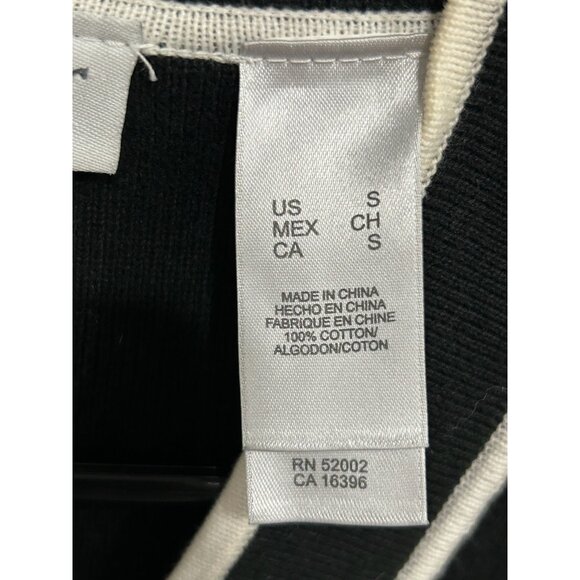 US S
MEX CH
CA S
MADE IN CHINA
HECHO EN CHINA
FABRIQUE EN CHINE
100% COTTON/
ALGODON/COTON
RN 52002
CA 16396